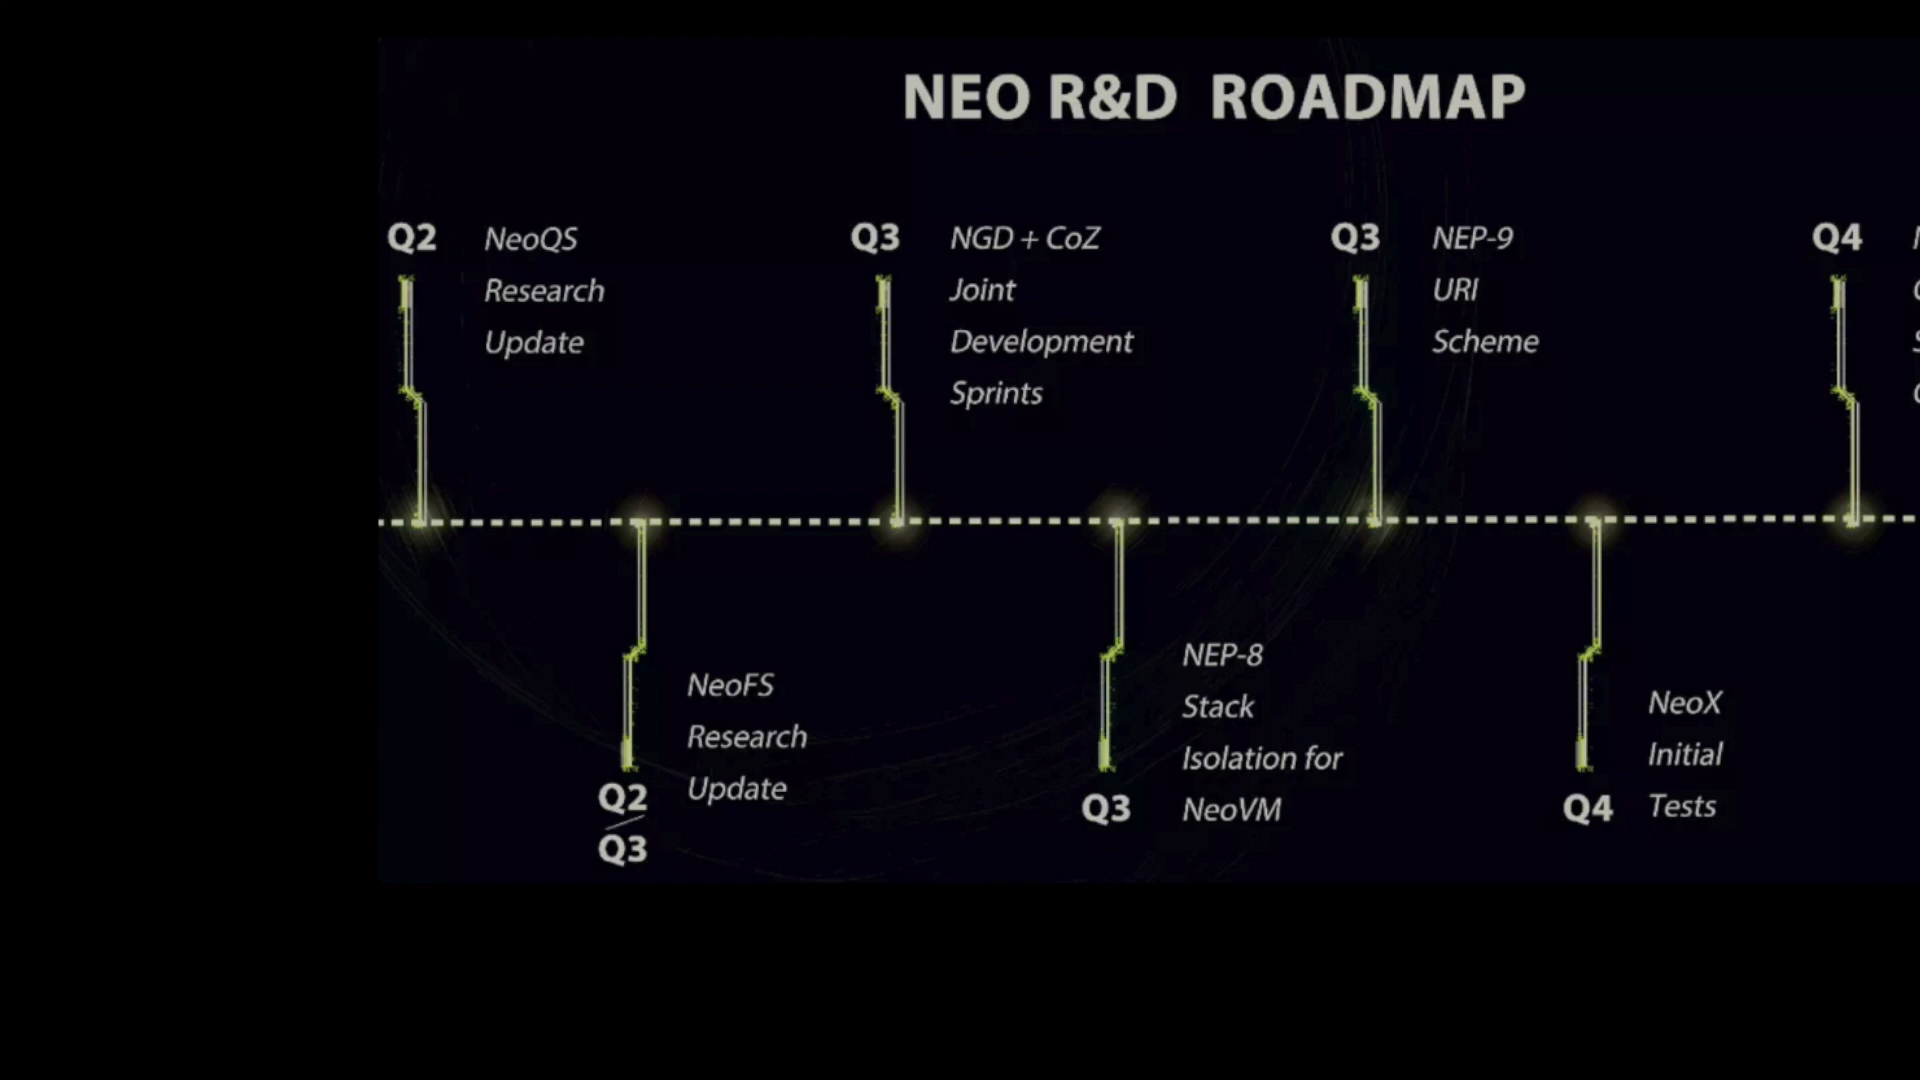 NEO R&D ROADMAP
Q2
NeoQS
Research
Update
Q3
NGD + CoZ
Joint
Development
Sprints
Q3
NEP-9
URI
Scheme
Q4
NeoFS
Research
Update
Q2
Q3
NEP-8
Stack
Isolation for
NeoVM
Q3
NeoX
Initial
Tests
Q4